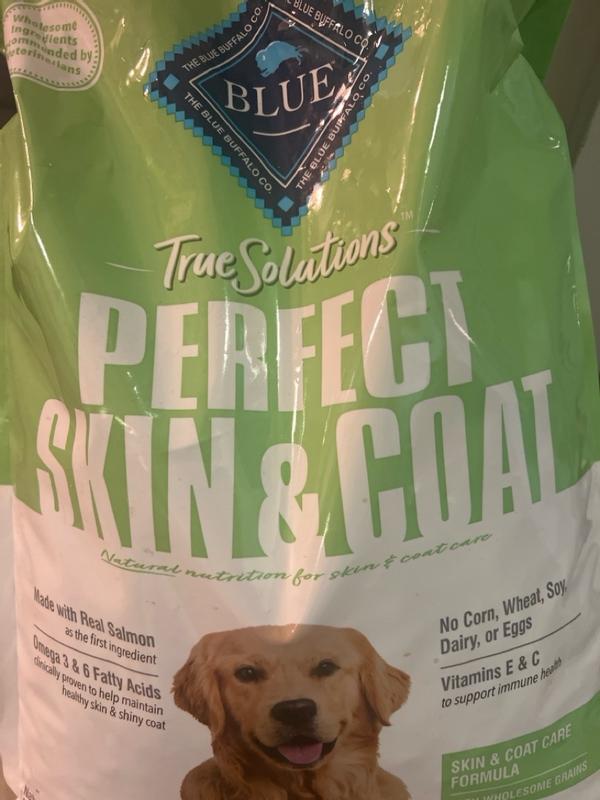 Wholesome
Ingredients
recommended by
veterinarians
THE BLUE BUFFALO CO.
THE BLUE BUFFALO CO.
THE BLUE BUFFALO CO.
THE BLUE BUFFALO CO.
BLUE
True Solutions™
PERFECT
SKIN & COAT
Natural nutrition for skin & coat care
Made with Real Salmon
as the first ingredient
Omega 3 & 6 Fatty Acids
clinically proven to help maintain
healthy skin & shiny coat
No Corn, Wheat, Soy,
Dairy, or Eggs
Vitamins E & C
to support immune health
SKIN & COAT CARE
FORMULA
WHOLESOME GRAINS